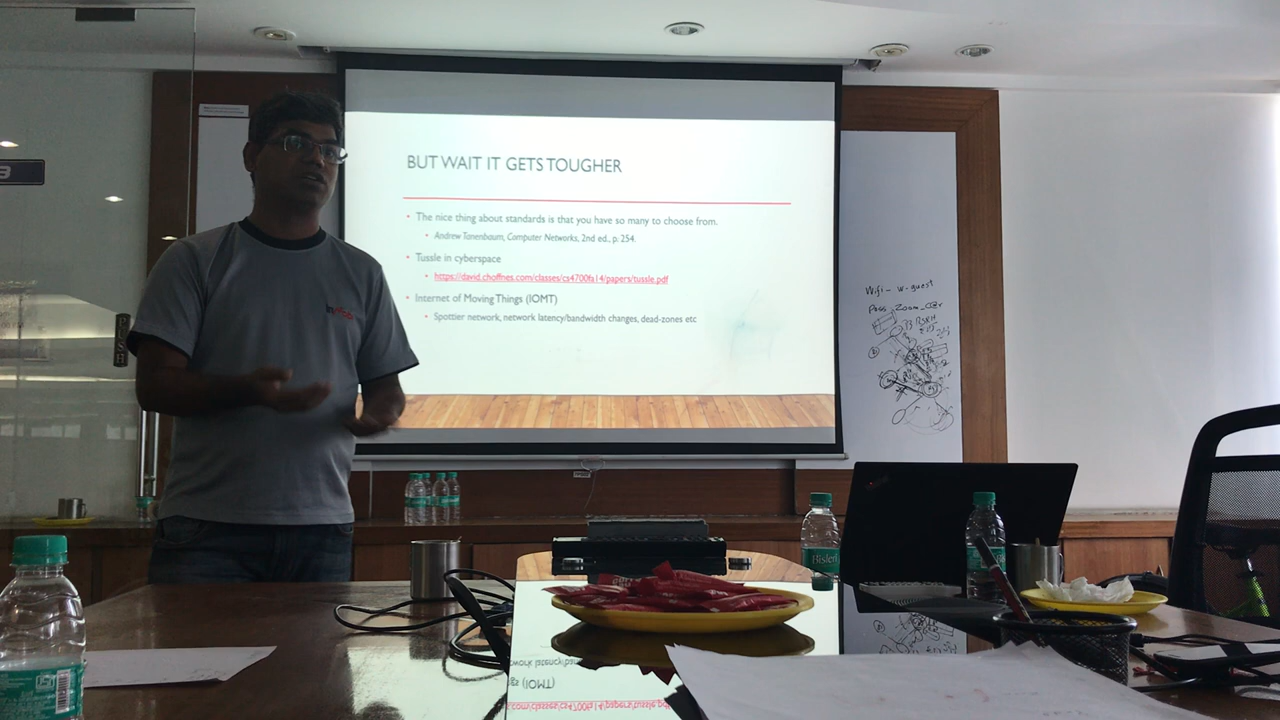 BUT WAIT IT GETS TOUGHER
• The nice thing about standards is that you have so many to choose from.
• Andrew Tanenbaum, Computer Networks, 2nd ed., p. 254.
• Tussle in cyberspace
• https://david.choffnes.com/classes/cs4700fa14/papers/tussle.pdf
• Internet of Moving Things (IOMT)
• Spottier network, network latency/bandwidth changes, dead-zones etc
Wifi - w-guest
PUSH